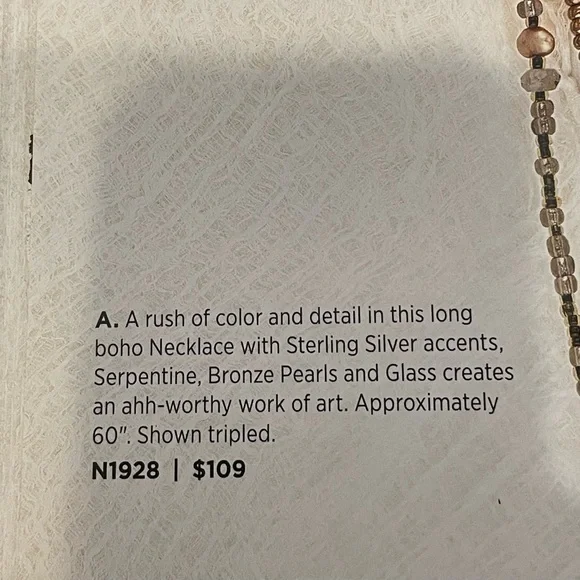 A. A rush of color and detail in this long
boho Necklace with Sterling Silver accents,
Serpentine, Bronze Pearls and Glass creates
an ahh-worthy work of art. Approximately
60". Shown tripled.
N1928 | $109